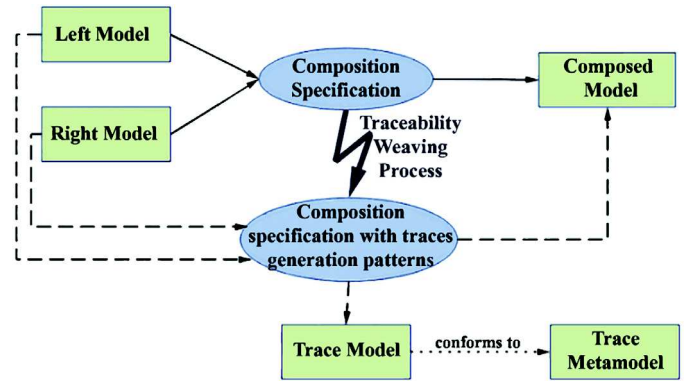 Left Model
Composition
Specification
Composed
Model
Right Model
Traceability
Weaving
Process
Composition
specification with traces
generation patterns
Trace Model
conforms to
Trace
Metamodel